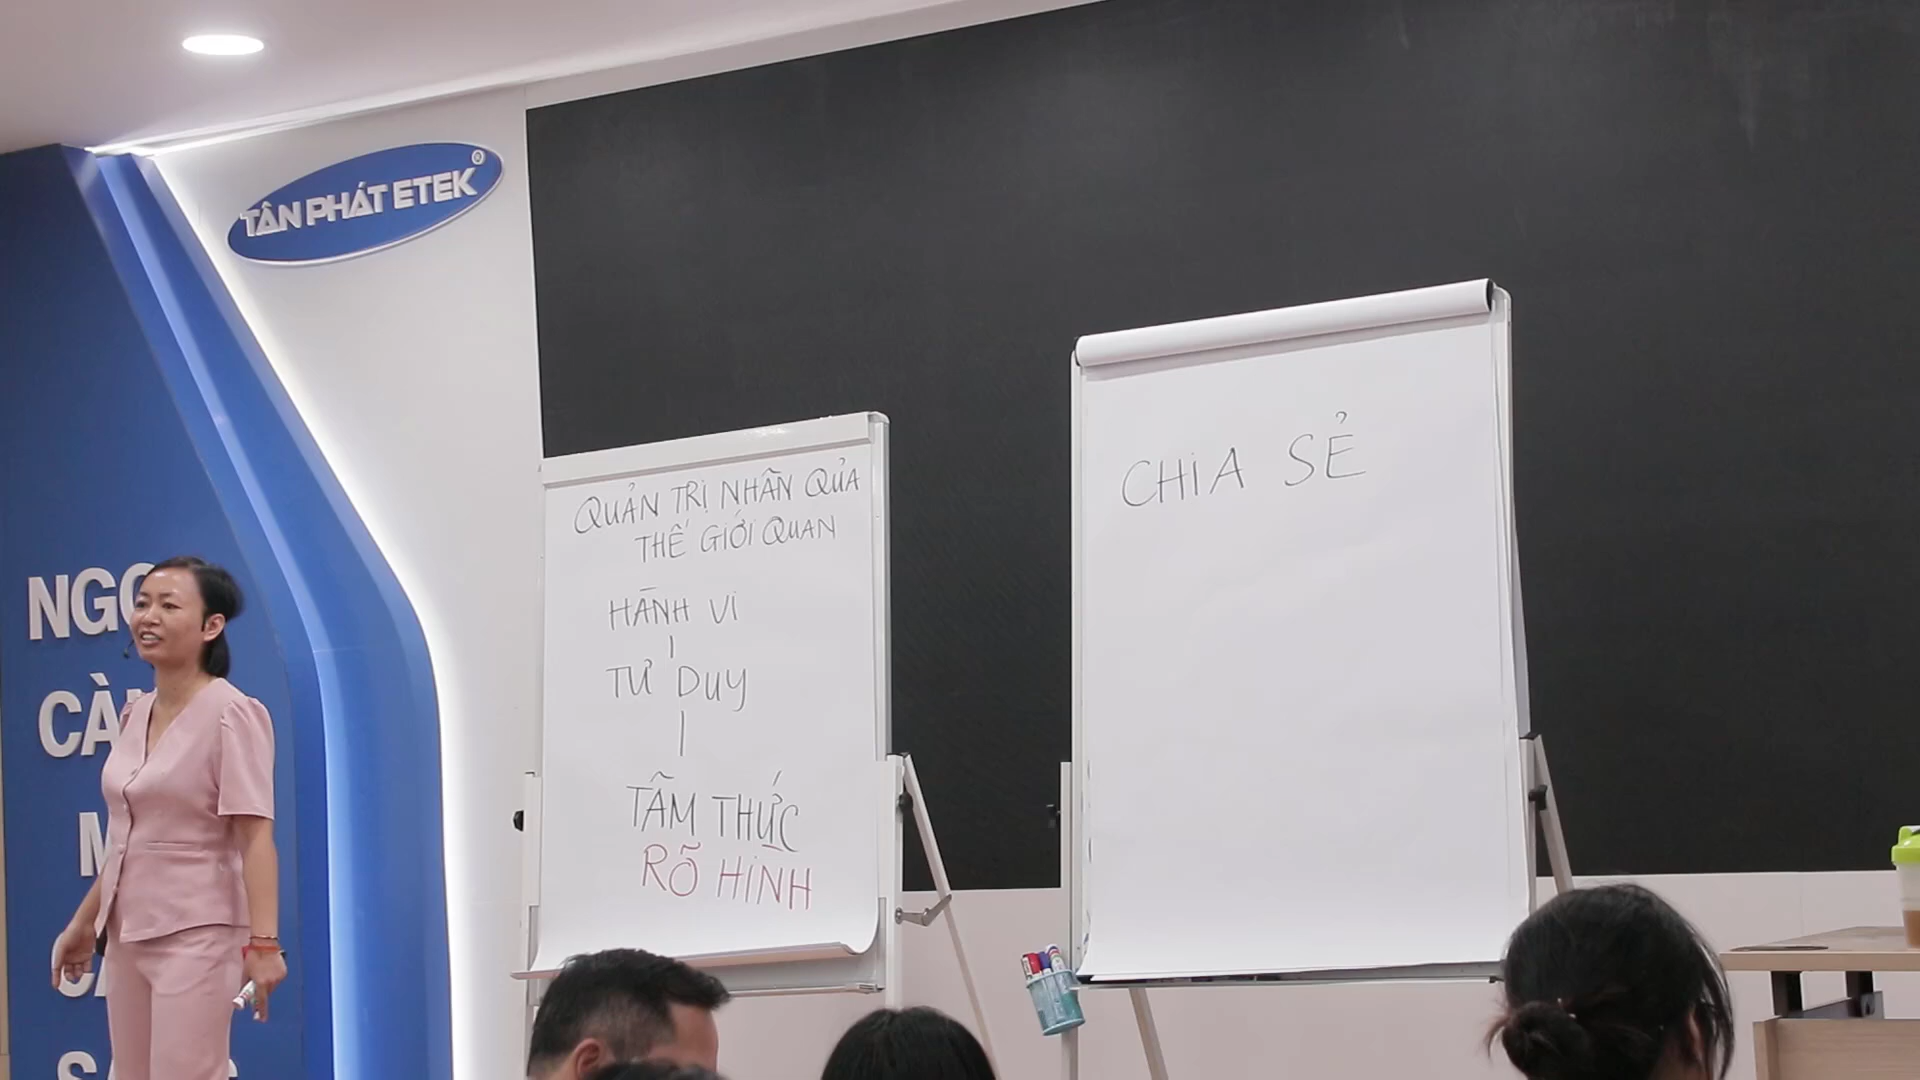 TÂN PHÁT ETEK®
QUẢN TRỊ NHÂN QUẢ
THẾ GIỚI QUAN
HÀNH Vi
TƯ DUY
TÂM THỨC
RÕ HÌNH
CHiA SẺ
CÀ